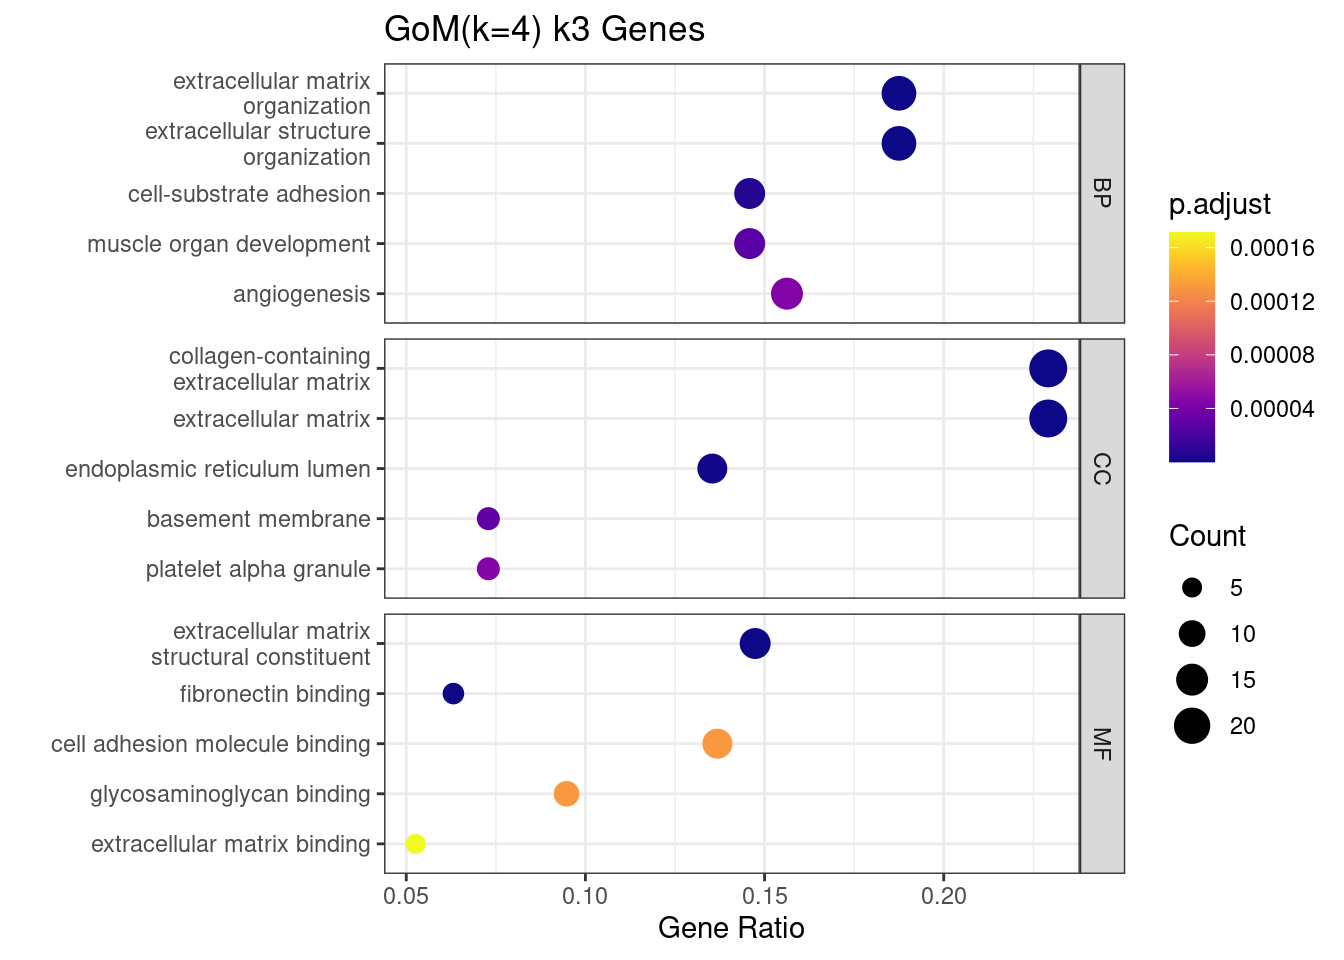 GoM(k=4) k3 Genes
extracellular matrix
organization
extracellular structure
organization
cell-substrate adhesion
muscle organ development
angiogenesis
BP
collagen-containing
extracellular matrix
extracellular matrix
endoplasmic reticulum lumen
basement membrane
platelet alpha granule
CC
extracellular matrix
structural constituent
fibronectin binding
cell adhesion molecule binding
glycosaminoglycan binding
extracellular matrix binding
MF
0.05
0.10
0.15
0.20
Gene Ratio
p.adjust
0.00016
0.00012
0.00008
0.00004
Count
5
10
15
20